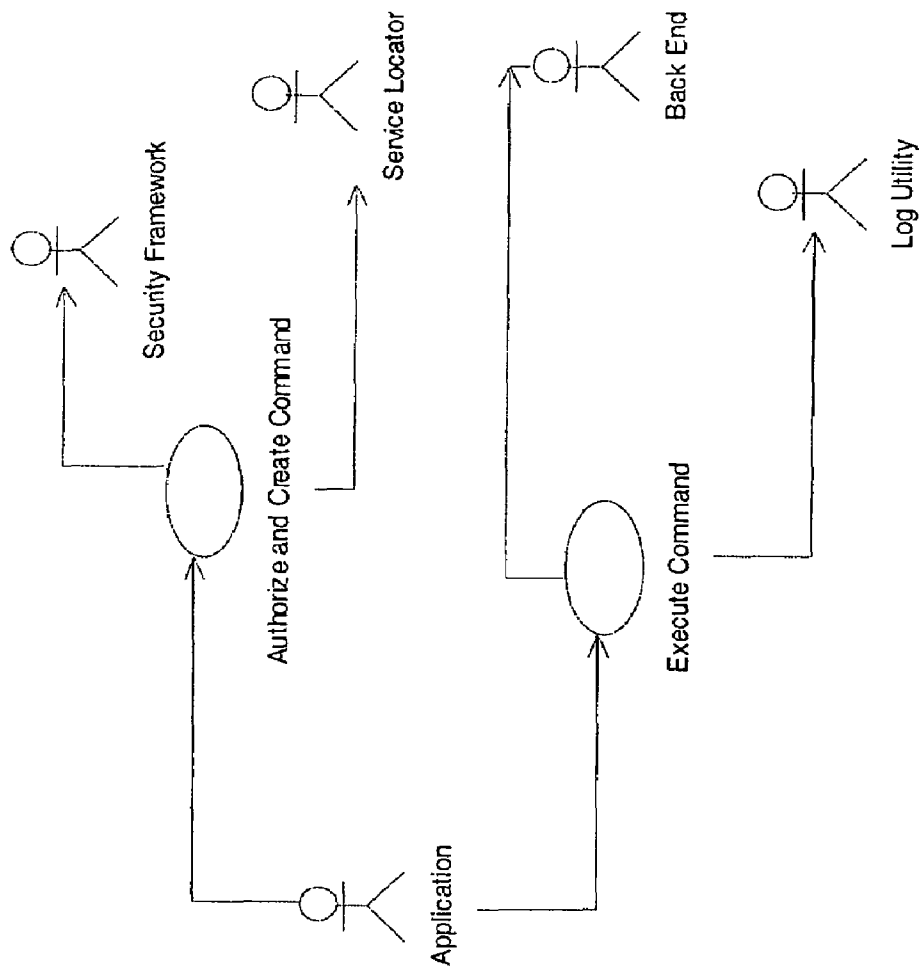 Security Framework
Service Locator
Authorize and Create Command
Application
Back End
Execute Command
Log Utility